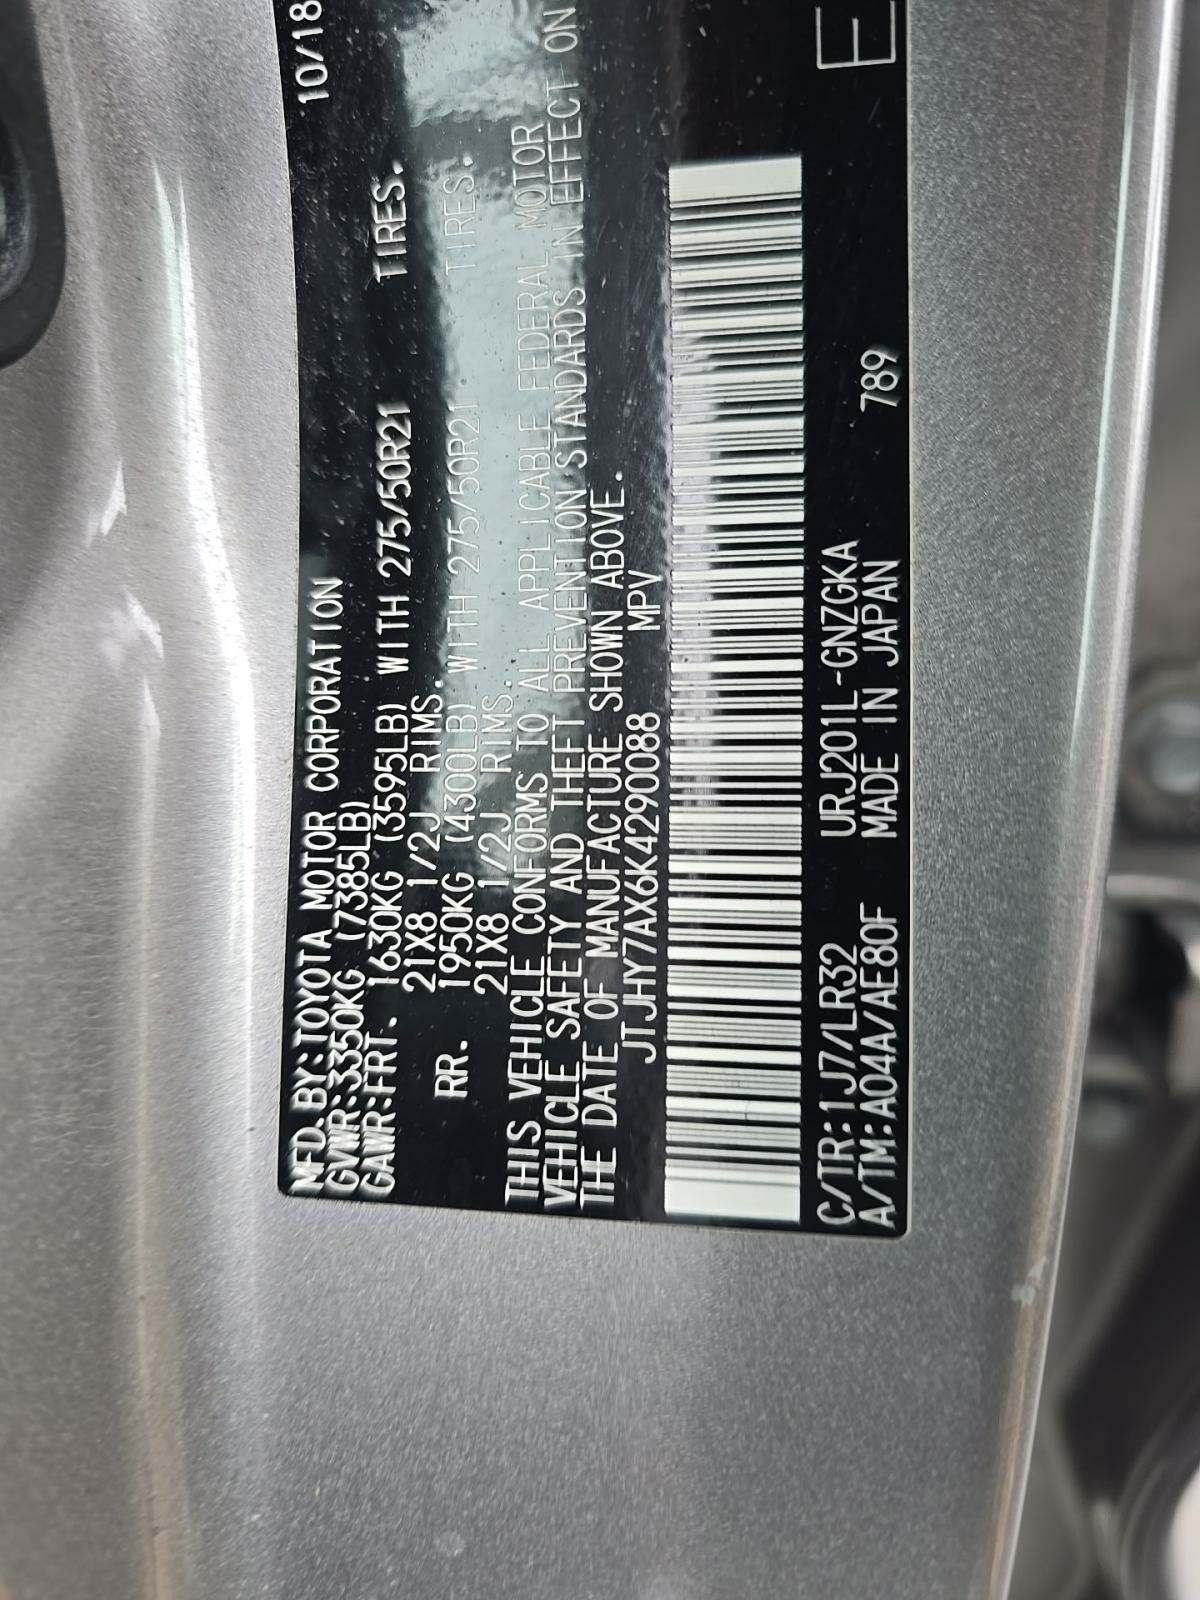 MFD.BY:TOYOTA MOTOR CORPORATION 10/18
GVWR:3350KG (7385LB)
GAWR:FRT. 1630KG (3595LB) WITH 275/50R21 TIRES.
21X8 1/2J RIMS.
RR. 1950KG (4300LB) WITH 275/50R21 TIRES.
21X8 1/2J RIMS.
THIS VEHICLE CONFORMS TO ALL APPLICABLE FEDERAL MOTOR
VEHICLE SAFETY AND THEFT PREVENTION STANDARDS IN EFFECT ON
THE DATE OF MANUFACTURE SHOWN ABOVE.
JTJHY7AX6K4290088 MPV
C/TR:1J7/LR32 URJ201L-GNZGKA
A/TM:A04A/AE80F MADE IN JAPAN 789
E